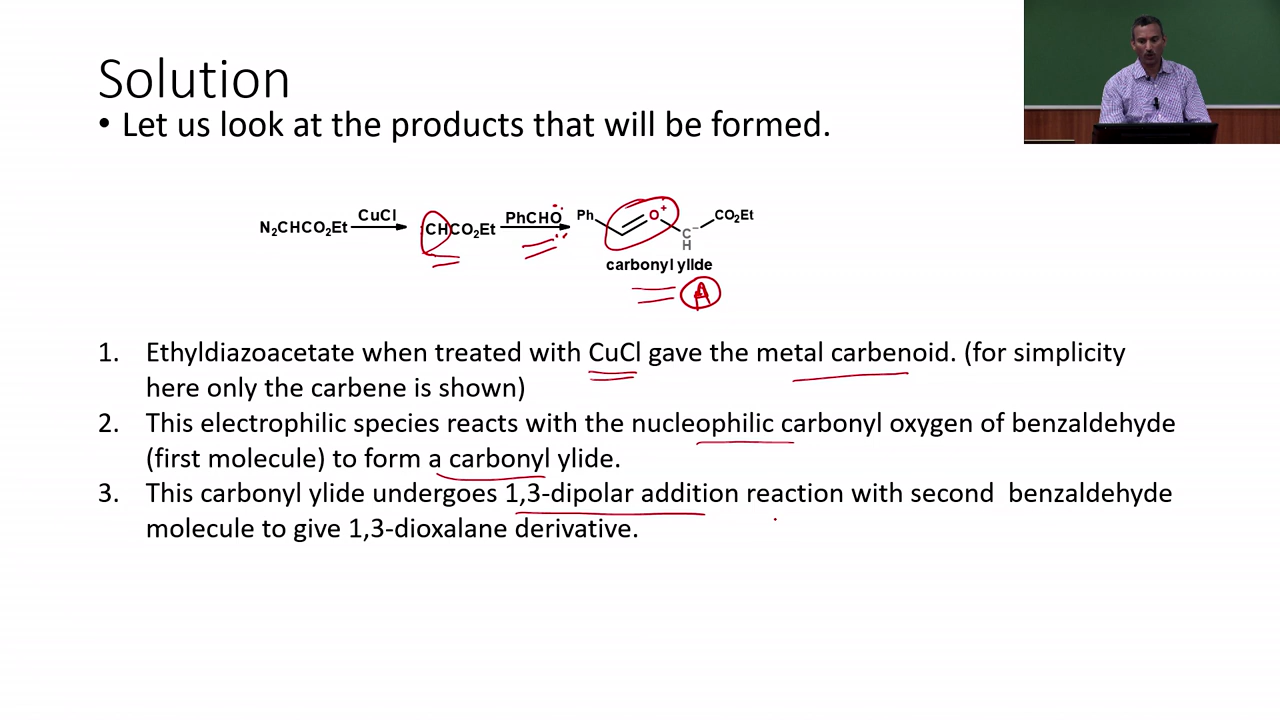 Solution
• Let us look at the products that will be formed.
N₂CHCO₂Et CuCl :CHCO₂Et PhCHO Ph O⁺ C⁻ H CO₂Et
carbonyl ylide
A
1. Ethyldiazoacetate when treated with CuCl gave the metal carbenoid. (for simplicity
here only the carbene is shown)
2. This electrophilic species reacts with the nucleophilic carbonyl oxygen of benzaldehyde
(first molecule) to form a carbonyl ylide.
3. This carbonyl ylide undergoes 1,3-dipolar addition reaction with second benzaldehyde
molecule to give 1,3-dioxalane derivative.